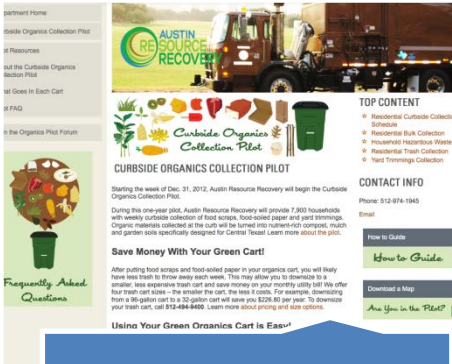 partment Home
rbside Organics Collection Pilot
ot Resources
out the Curbside Organics
llection Pilot
hat Goes In Each Cart
ot FAQ
n the Organics Pilot Forum
Frequently Asked
Questions
AUSTIN
RESOURCE
RECOVERY
Curbside Organics
Collection Pilot
CURBSIDE ORGANICS COLLECTION PILOT
Starting the week of Dec. 31, 2012, Austin Resource Recovery will begin the Curbside
Organics Collection Pilot.
During this one-year pilot, Austin Resource Recovery will provide 7,900 households
with weekly curbside collection of food scraps, food-soiled paper and yard trimmings.
Organic materials collected at the curb will be turned into nutrient-rich compost, mulch
and garden soils specifically designed for Central Texas! Learn more about the pilot.
Save Money With Your Green Cart!
After putting food scraps and food-soiled paper in your organics cart, you will likely
have less trash to throw away each week. This may allow you to downsize to a
smaller, less expensive trash cart and save money on your monthly utility bill! We offer
four trash cart sizes – the smaller the cart, the less it costs. For example, downsizing
from a 96-gallon cart to a 32-gallon cart will save you $226.80 per year. To downsize
your trash cart, call 512-494-9400. Learn more about pricing and size options.
Using Your Green Organics Cart is Easy!
TOP CONTENT
Residential Curbside Collectio
Schedule
Residential Bulk Collection
Household Hazardous Waste
Residential Trash Collection
Yard Trimmings Collection
CONTACT INFO
Phone: 512-974-1945
Email
How to Guide
How to Guide
Download a Map
Are You in the Pilot?